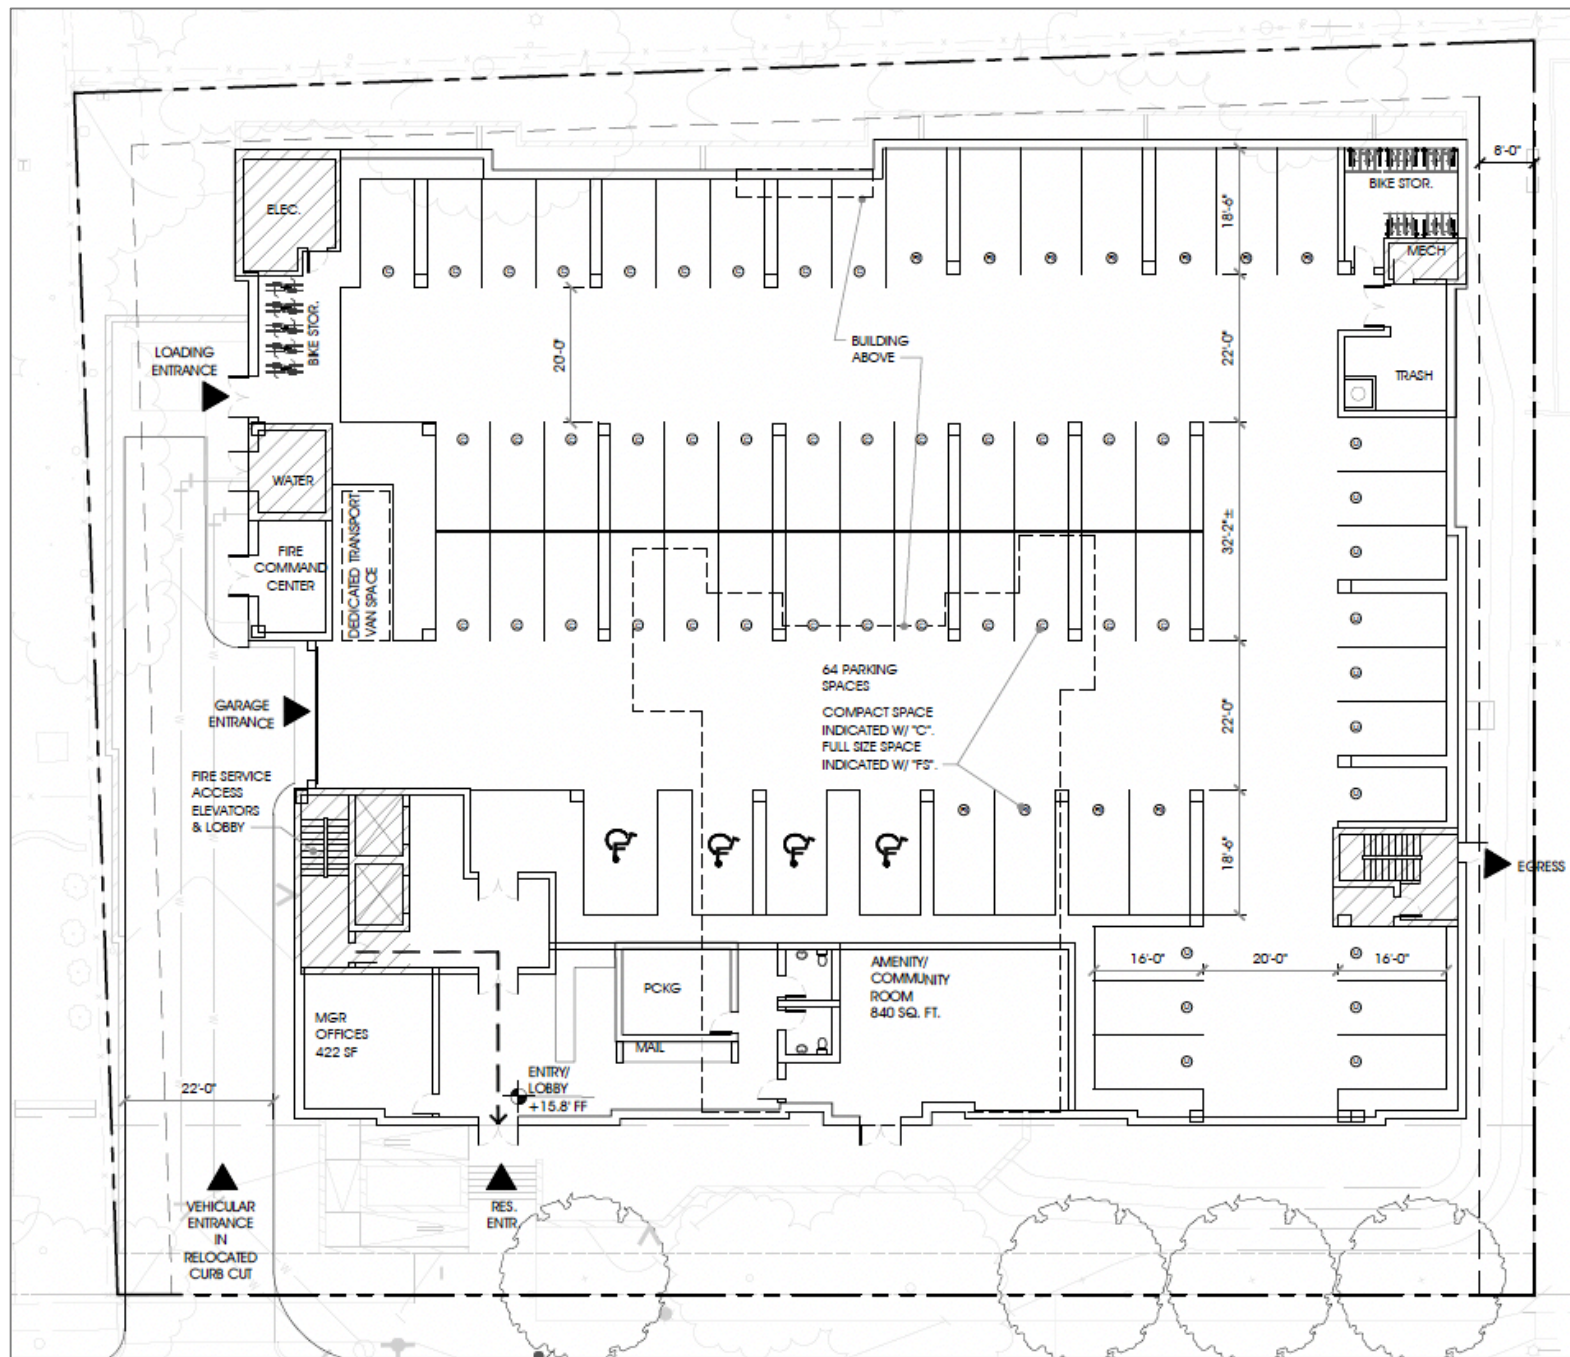 8'-0"
BIKE STOR.
ELEC.
18'-6"
MECH
BIKE STOR.
LOADING
ENTRANCE
20'-0"
BUILDING
ABOVE
22'-0"
TRASH
WATER
DEDICATED TRANSPORT
VAN SPACE
FIRE
COMMAND
CENTER
32'-2"±
64 PARKING
SPACES
COMPACT SPACE
INDICATED W/ "C".
FULL SIZE SPACE
INDICATED W/ "FS".
GARAGE
ENTRANCE
22'-0"
FIRE SERVICE
ACCESS
ELEVATORS
& LOBBY
18'-6"
EGRESS
AMENITY/
COMMUNITY
ROOM
840 SQ. FT.
16'-0"
20'-0"
16'-0"
PCKG
MGR
OFFICES
422 SF
MAIL
ENTRY/
LOBBY
+15.8' FF
22'-0"
VEHICULAR
ENTRANCE
IN
RELOCATED
CURB CUT
RES.
ENTR.